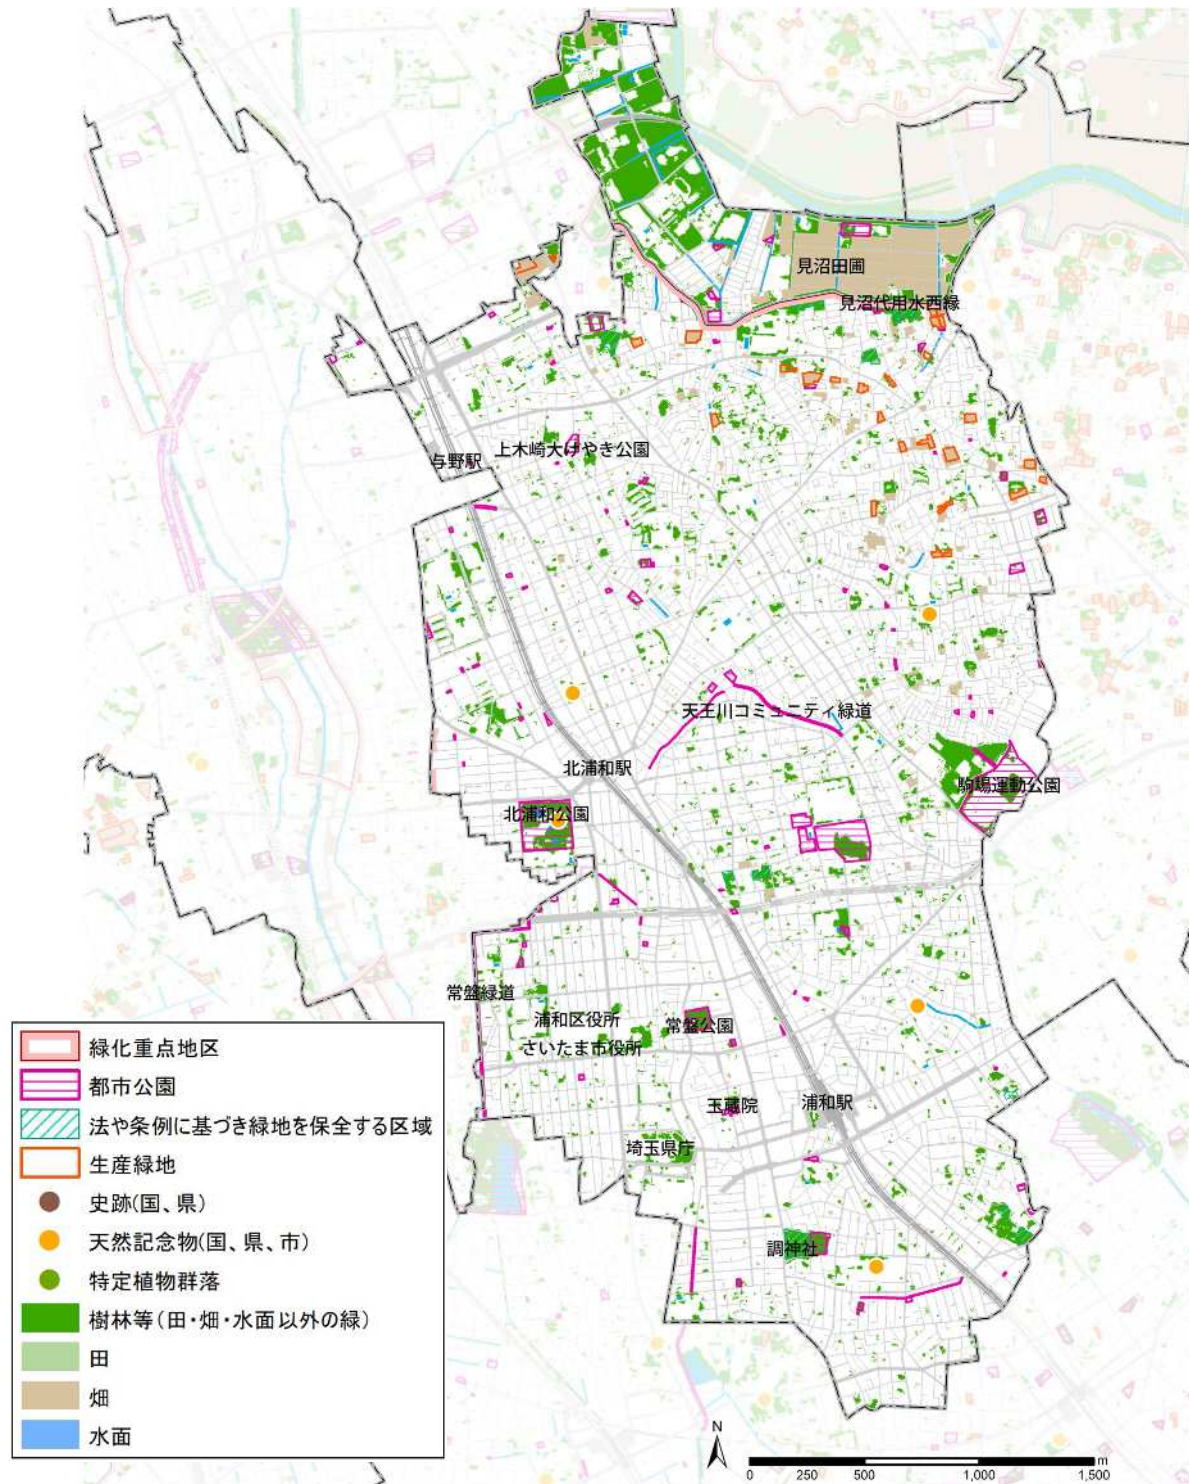 見沼田圃
見沼代用水西縁
与野駅
上木崎大けやき公園
天王川コミュニティ緑道
北浦和駅
駒場運動公園
北浦和公園
常盤緑道
浦和区役所
常盤公園
さいたま市役所
玉蔵院
浦和駅
埼玉県庁
調神社
緑化重点地区
都市公園
法や条例に基づき緑地を保全する区域
生産緑地
史跡(国、県)
天然記念物(国、県、市)
特定植物群落
樹林等(田・畑・水面以外の緑)
田
畑
水面
N
m
0 250 500 1,000 1,500